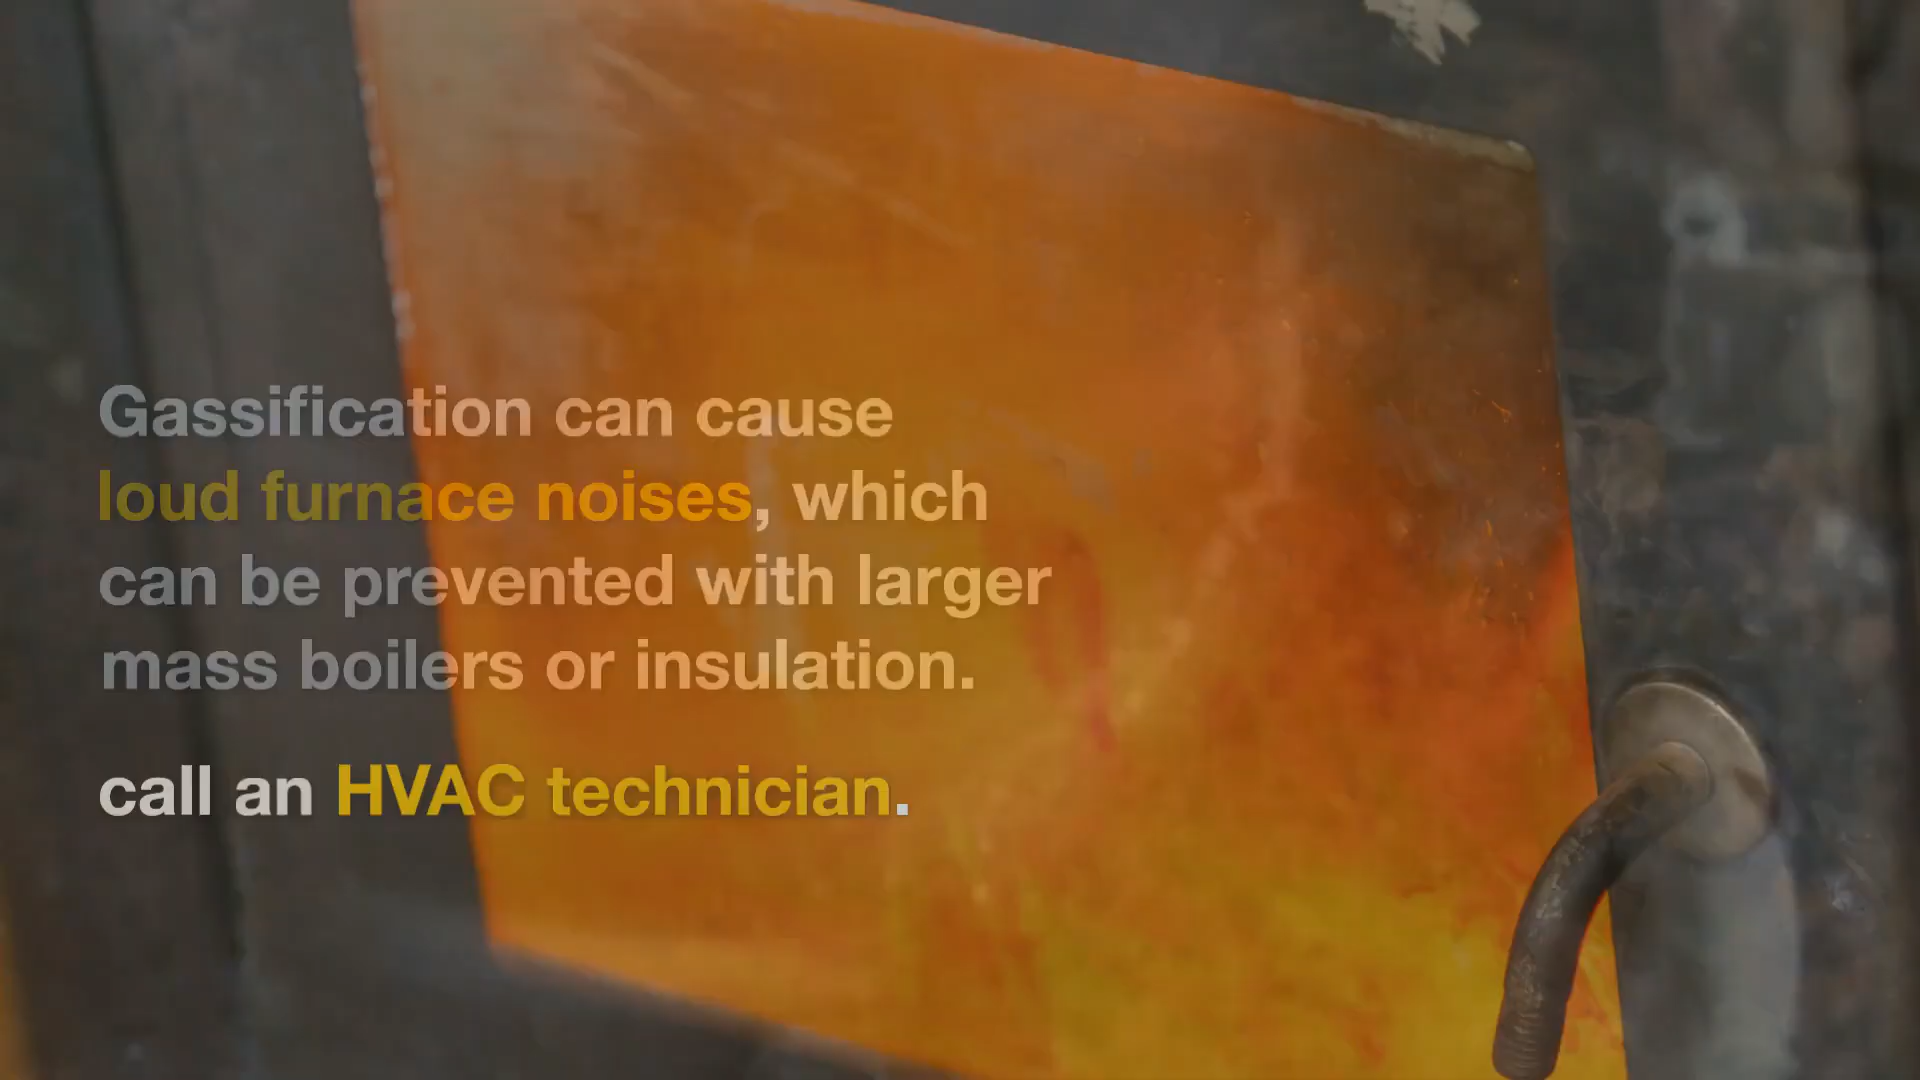 Gassification can cause
loud furnace noises, which
can be prevented with larger
mass boilers or insulation.
call an HVAC technician.